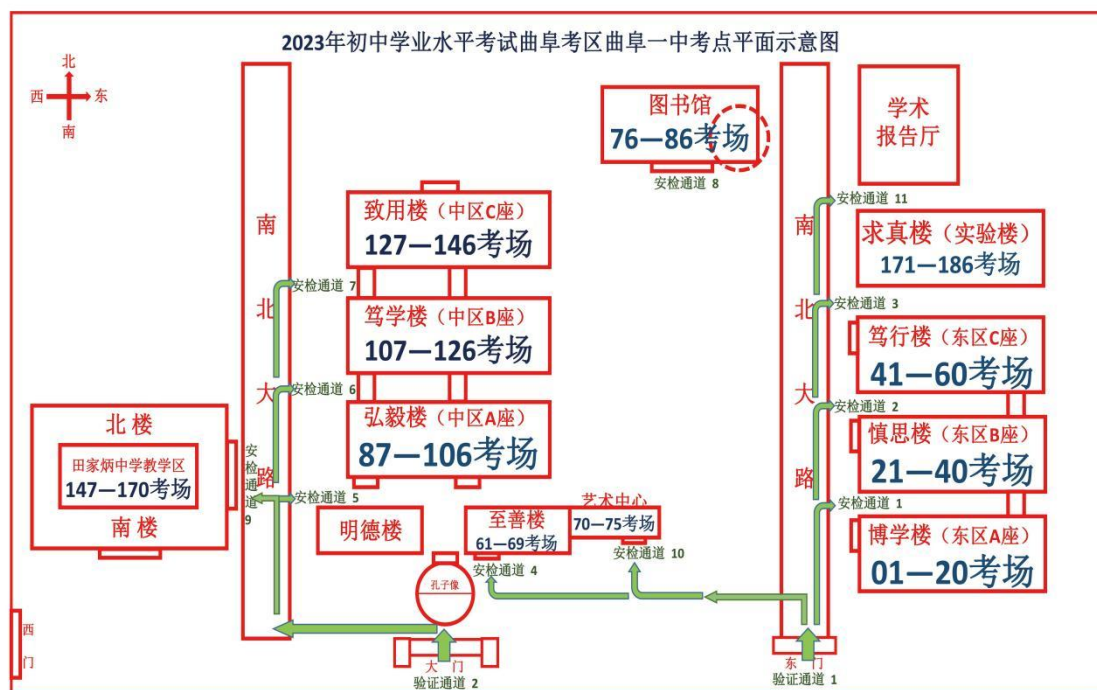 2023年初中学业水平考试曲阜考区曲阜一中考点平面示意图
北
西 东
南
南
北
大
路
图书馆
76—86考场
安检通道 8
南
北
大
路
学术
报告厅
安检通道 11
求真楼（实验楼）
171—186考场
致用楼（中区C座）
127—146考场
安检通道 7
安检通道 3
笃学楼（中区B座）
107—126考场
笃行楼（东区C座）
41—60考场
安检通道 6
安检通道 2
弘毅楼（中区A座）
87—106考场
慎思楼（东区B座）
21—40考场
北楼
田家炳中学教学区
147—170考场
南楼
安检通道 9
安检通道 5
安检通道 1
明德楼
至善楼
61—69考场
艺术中心
70—75考场
博学楼（东区A座）
01—20考场
安检通道 4
安检通道 10
孔子像
西门
大门
验证通道 2
东门
验证通道 1